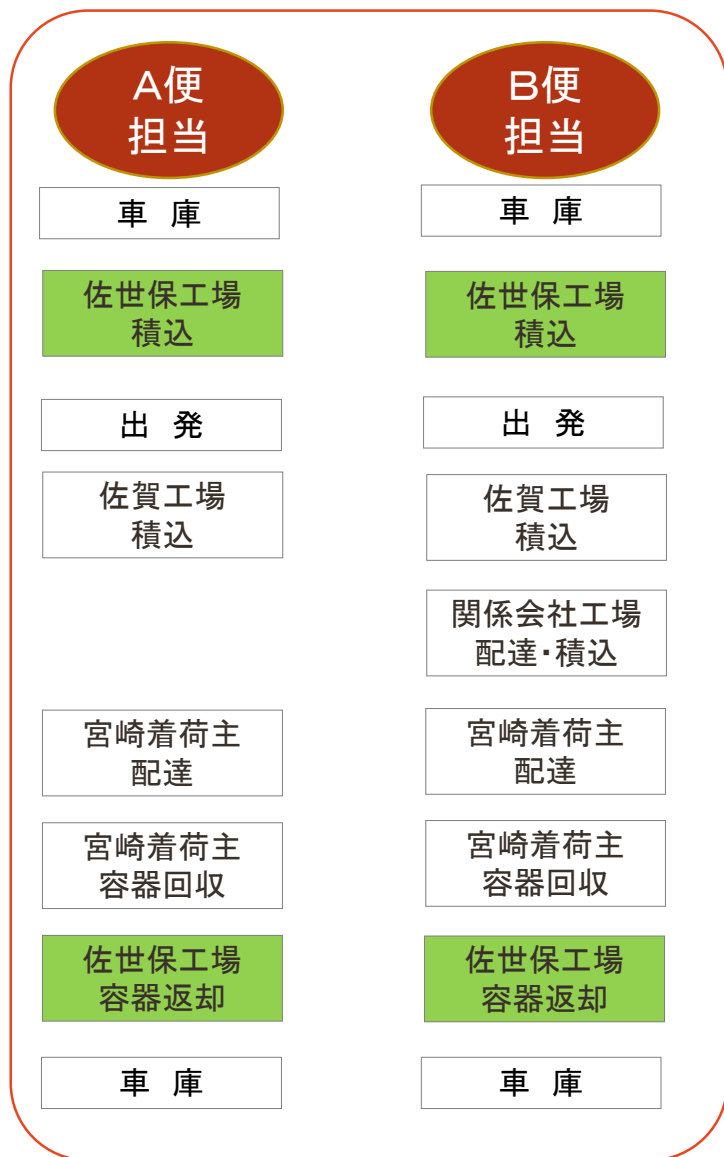 A便
担当
車 庫
佐世保工場
積込
出 発
佐賀工場
積込
宮崎着荷主
配達
宮崎着荷主
容器回収
佐世保工場
容器返却
車 庫
B便
担当
車 庫
佐世保工場
積込
出 発
佐賀工場
積込
関係会社工場
配達・積込
宮崎着荷主
配達
宮崎着荷主
容器回収
佐世保工場
容器返却
車 庫